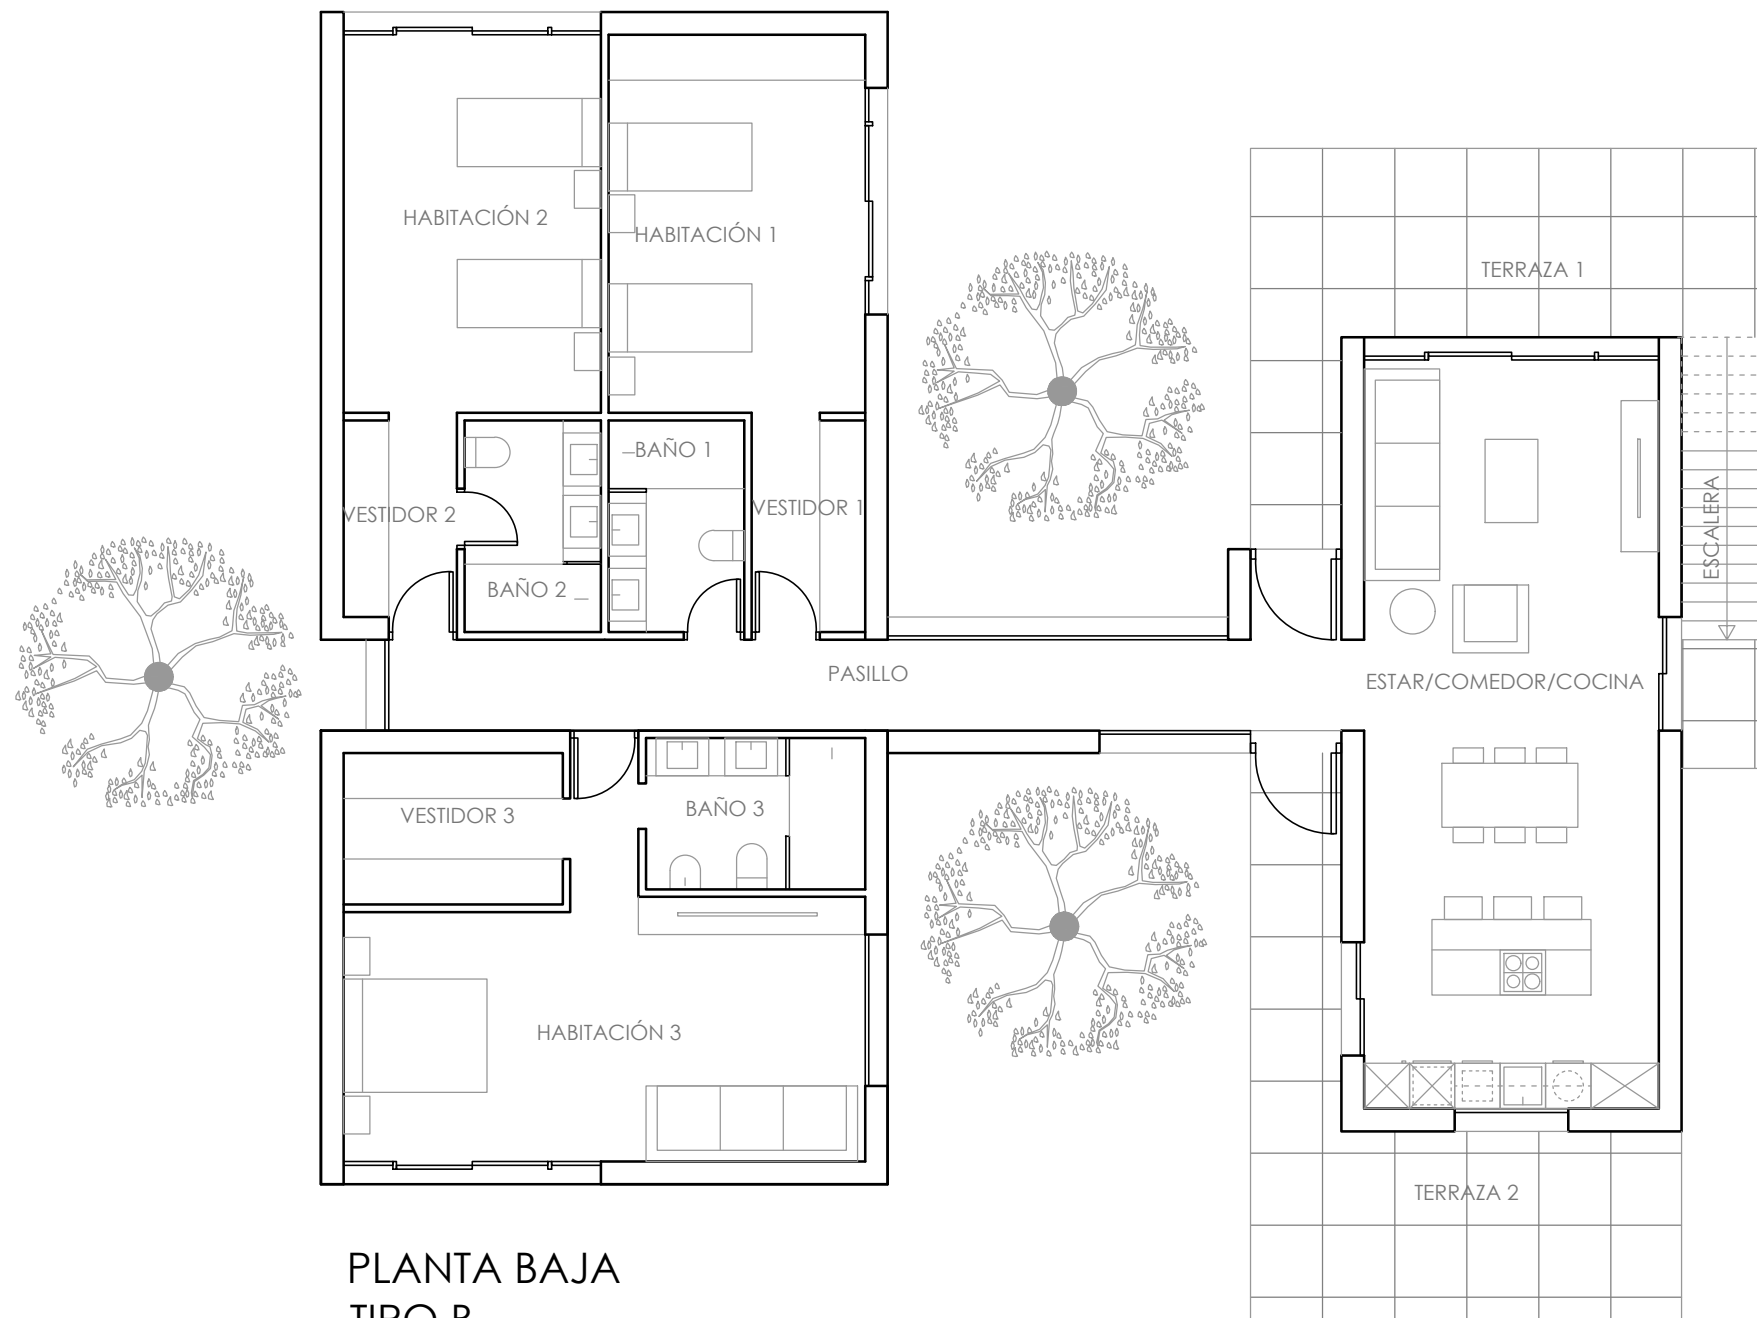 HABITACIÓN 2
HABITACIÓN 1
TERRAZA 1
BAÑO 1
VESTIDOR 2
VESTIDOR 1
ESCALERA
BAÑO 2
PASILLO
ESTAR/COMEDOR/COCINA
VESTIDOR 3
BAÑO 3
HABITACIÓN 3
TERRAZA 2
PLANTA BAJA
TIPO B